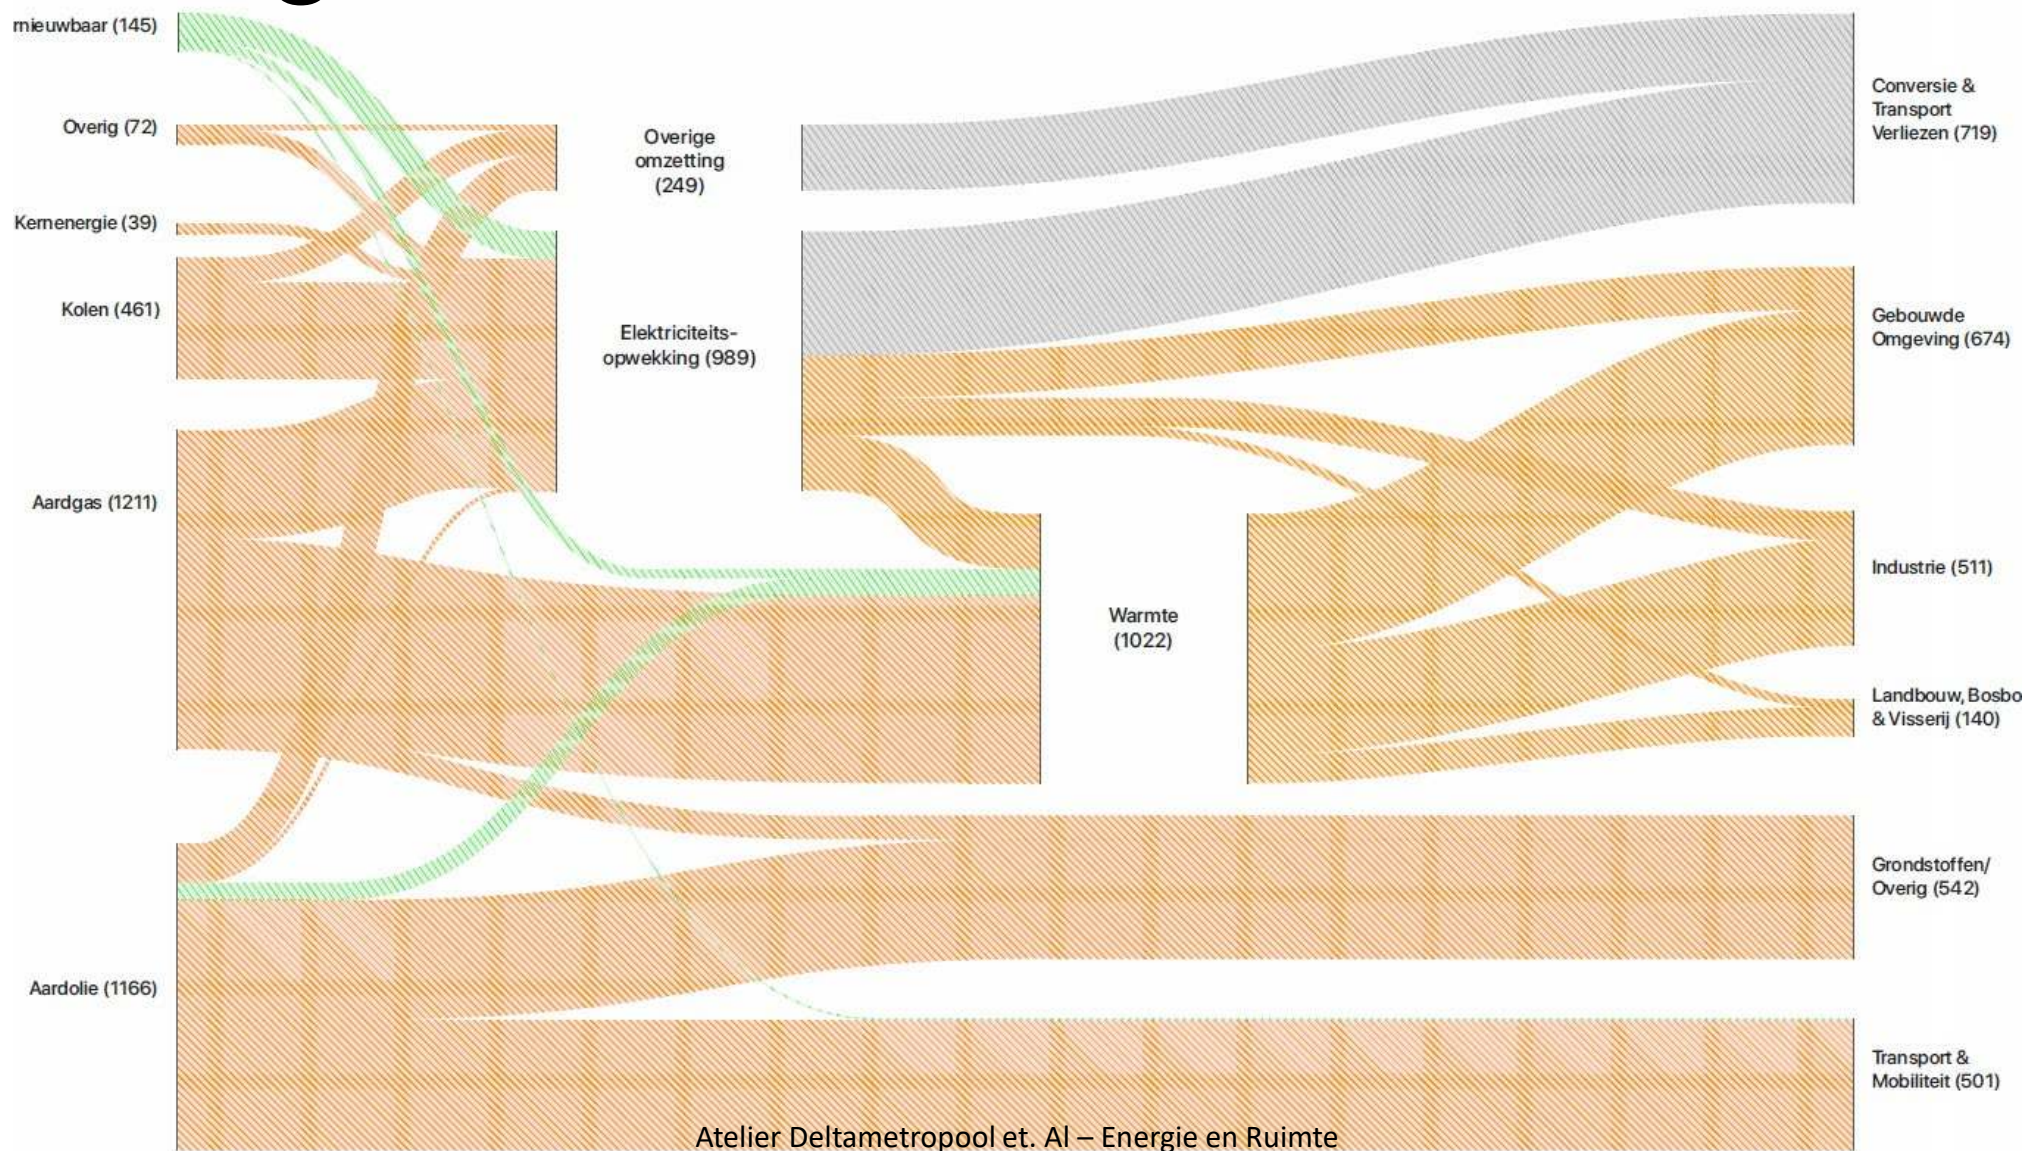 rnieuwbaar (145)
Overig (72)
Kernenergie (39)
Kolen (461)
Aardgas (1211)
Aardolie (1166)
Overige
omzetting
(249)
Elektriciteits-
opwekking (989)
Warmte
(1022)
Conversie &
Transport
Verliezen (719)
Gebouwde
Omgeving (674)
Industrie (511)
Landbouw, Bosbo
& Visserij (140)
Grondstoffen/
Overig (542)
Transport &
Mobiliteit (501)
Atelier Deltametropool et. Al – Energie en Ruimte